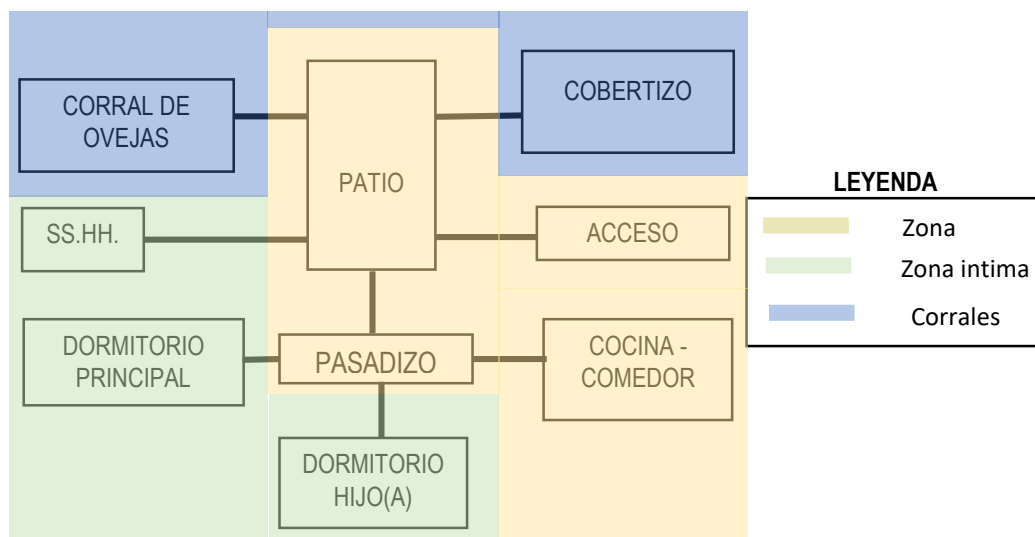 CORRAL DE
OVEJAS
PATIO
COBERTIZO
SS.HH.
ACCESO
DORMITORIO
PRINCIPAL
PASADIZO
COCINA -
COMEDOR
DORMITORIO
HIJO(A)
LEYENDA
Zona
Zona intima
Corrales